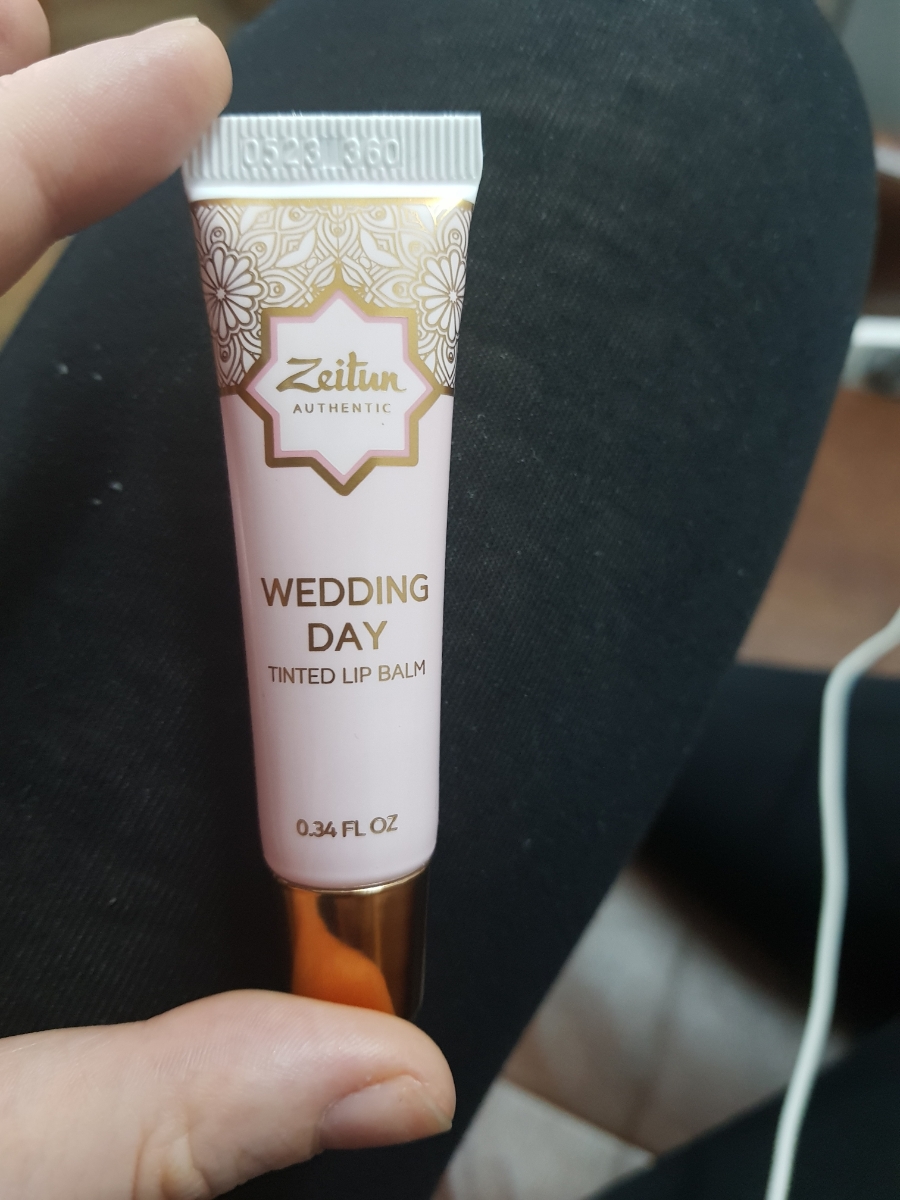 0523 360
Zeitun
AUTHENTIC
WEDDING
DAY
TINTED LIP BALM
0.34 FL OZ